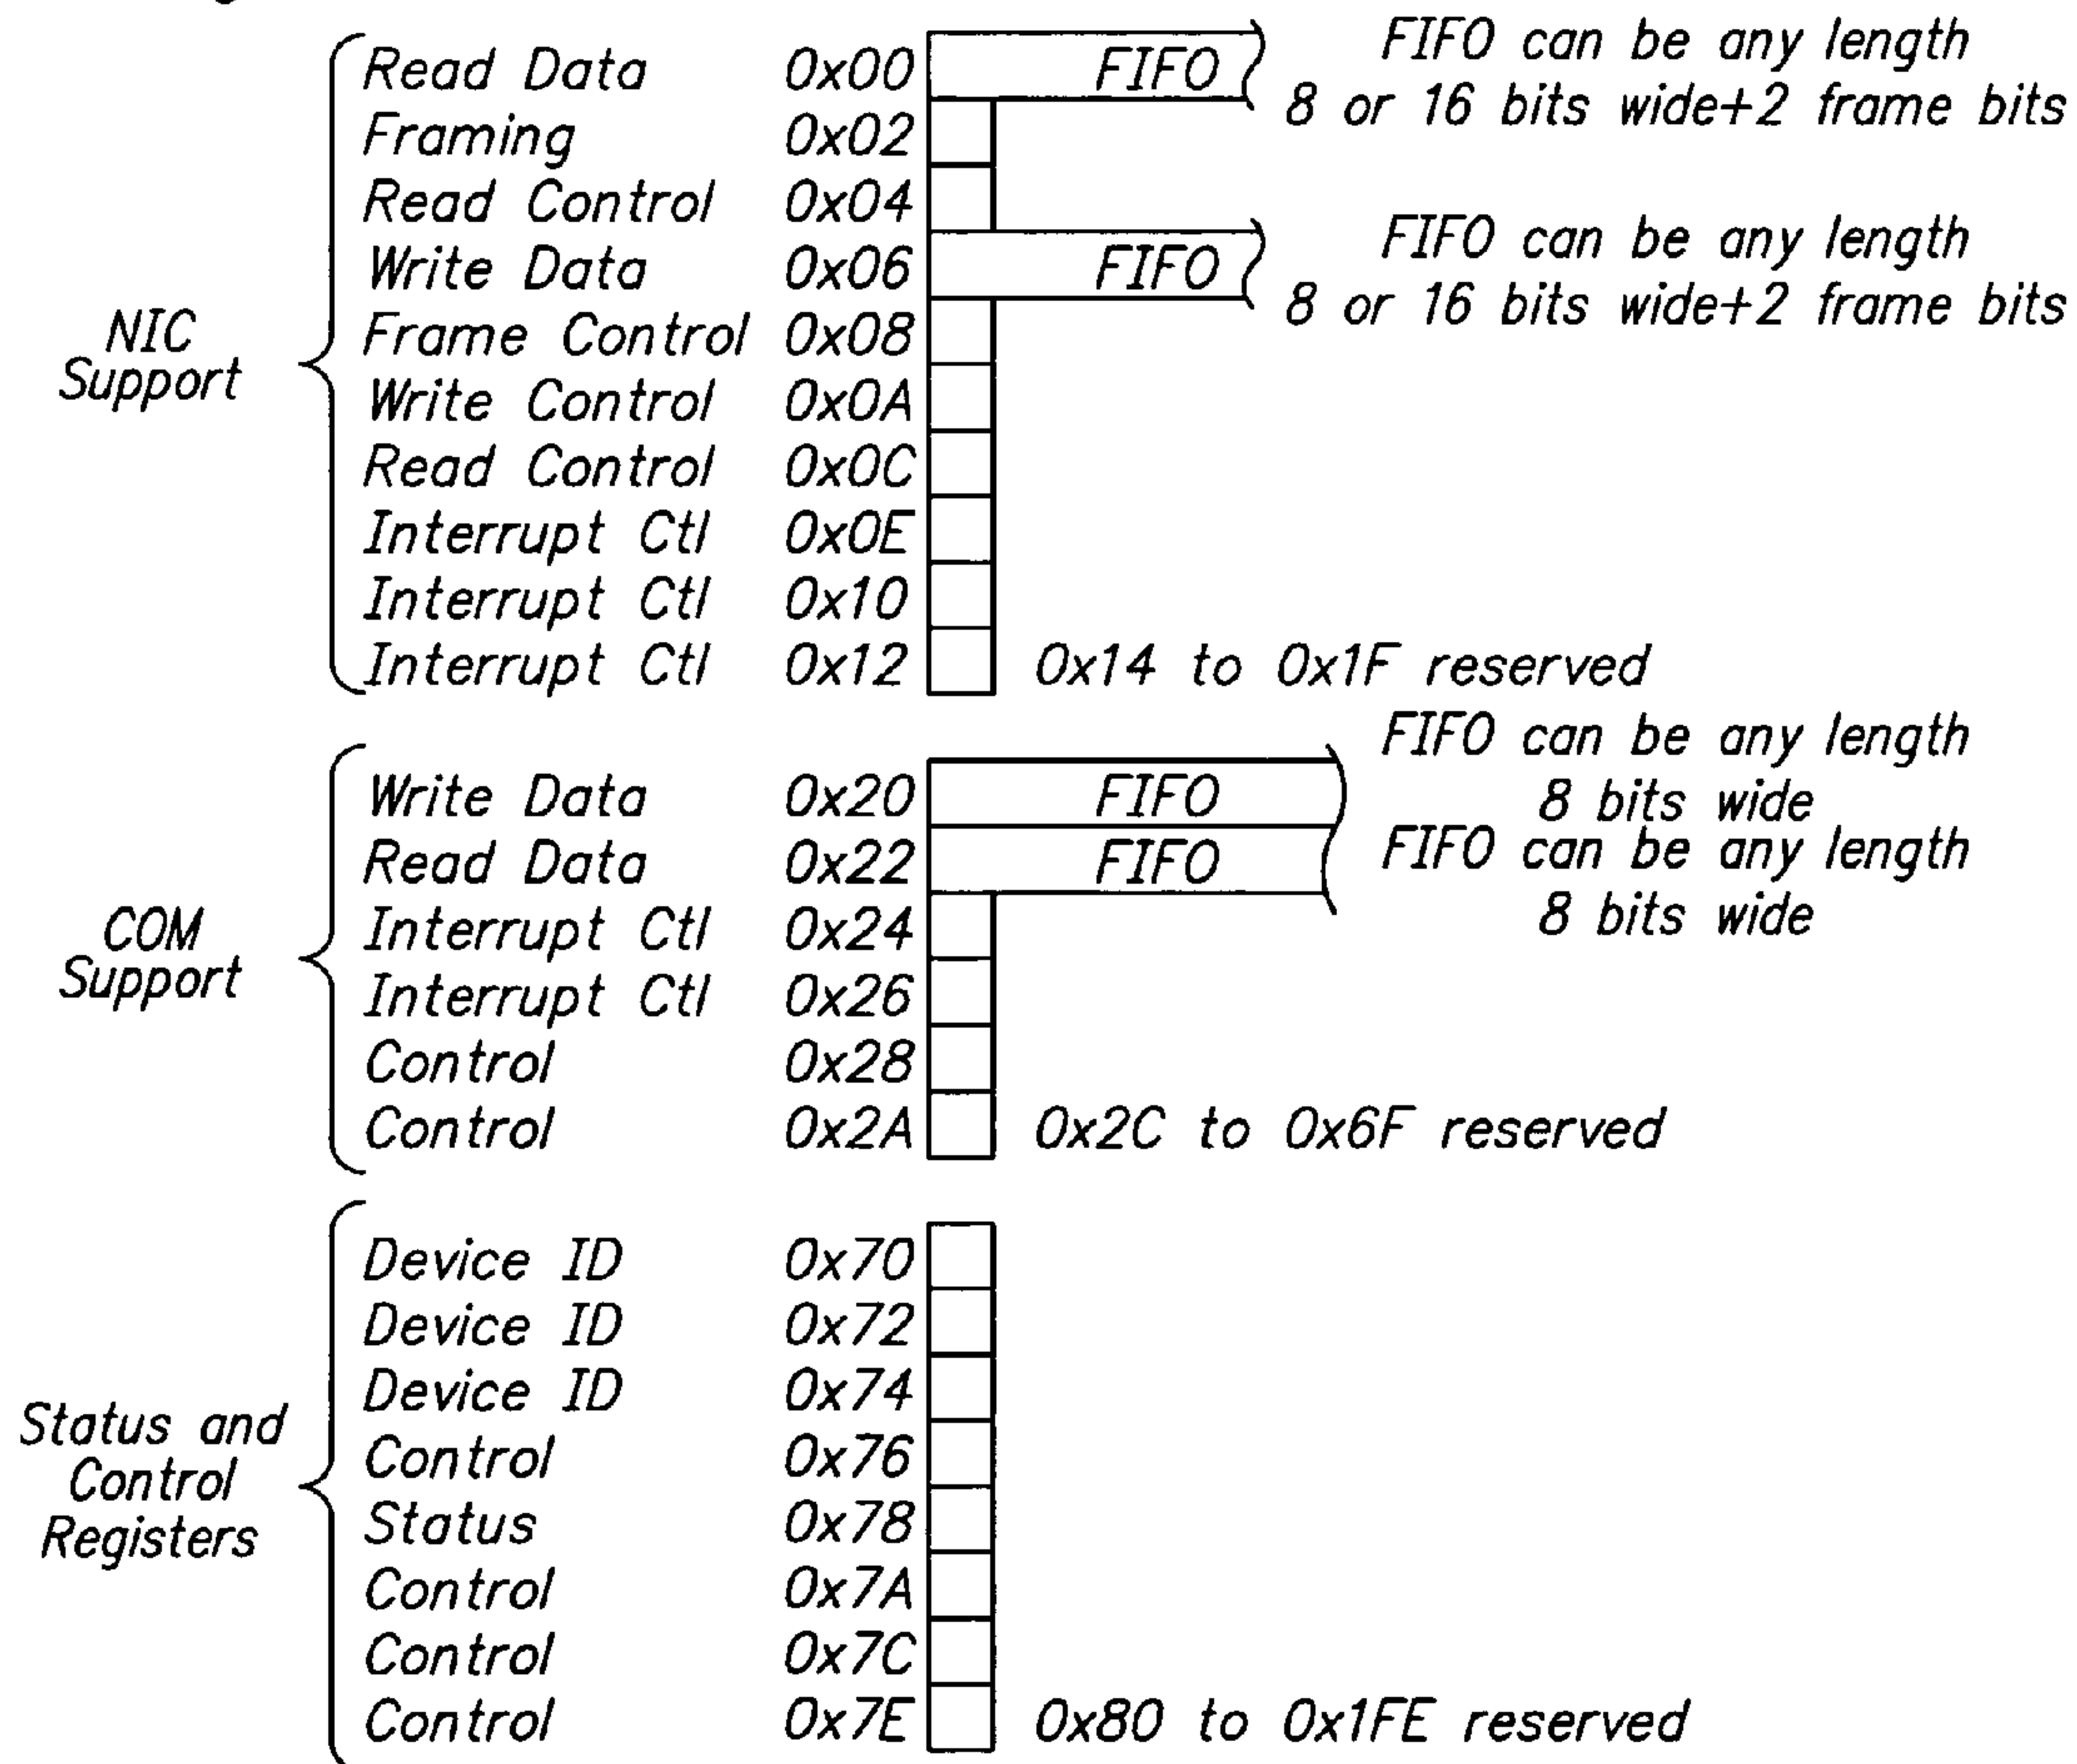 Read Data 0x00 FIFO FIFO can be any length
8 or 16 bits wide+2 frame bits
Framing 0x02
Read Control 0x04
Write Data 0x06 FIFO FIFO can be any length
8 or 16 bits wide+2 frame bits
NIC
Support
Frame Control 0x08
Write Control 0x0A
Read Control 0x0C
Interrupt Ctl 0x0E
Interrupt Ctl 0x10
Interrupt Ctl 0x12 0x14 to 0x1F reserved
FIFO can be any length
8 bits wide
Write Data 0x20 FIFO
Read Data 0x22 FIFO FIFO can be any length
8 bits wide
COM
Support
Interrupt Ctl 0x24
Interrupt Ctl 0x26
Control 0x28
Control 0x2A 0x2C to 0x6F reserved
Device ID 0x70
Device ID 0x72
Device ID 0x74
Status and
Control
Registers
Control 0x76
Status 0x78
Control 0x7A
Control 0x7C
Control 0x7E 0x80 to 0x1FE reserved